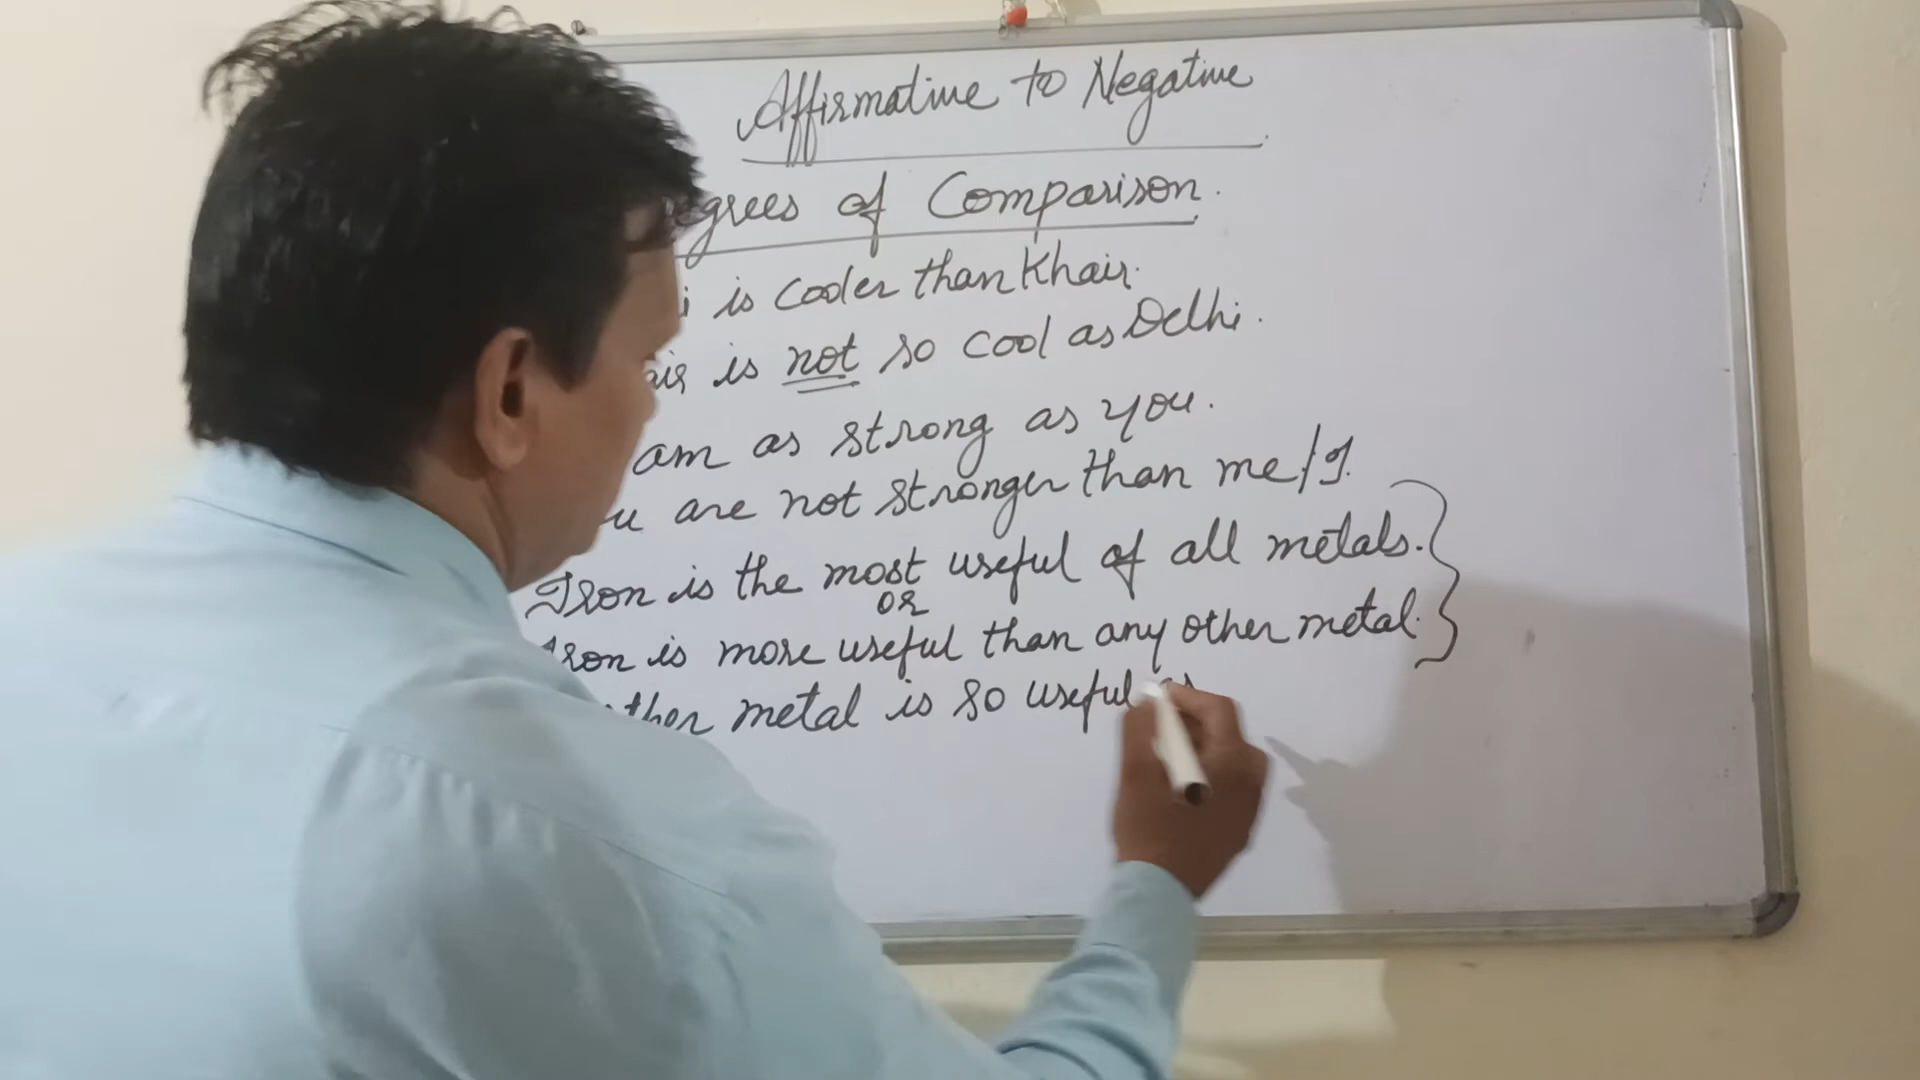 Affirmative to Negative
egrees of Comparison.
i is cooler than Khair.
air is not so cool as Delhi.
am as strong as you.
u are not stronger than me/I.
Iron is the most useful of all metals.
OR
Iron is more useful than any other metal.
ther metal is so useful as